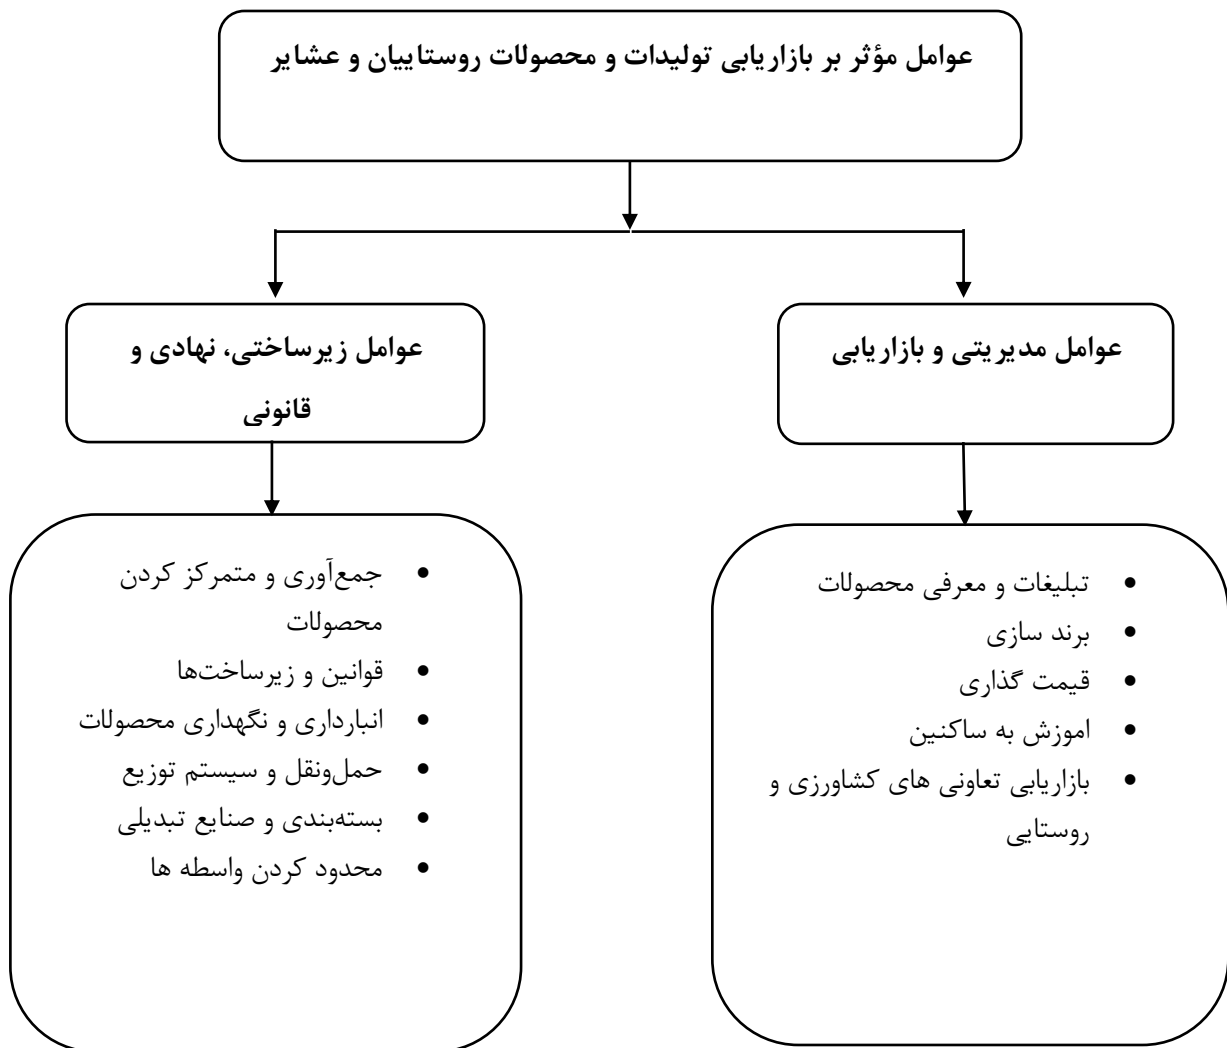 عوامل مؤثر بر بازاریابی تولیدات و محصولات روستاییان و عشایر
عوامل مدیریتی و بازاریابی
عوامل زیرساختی، نهادی و
قانونی
• تبلیغات و معرفی محصولات
• برند سازی
• قیمت گذاری
• اموزش به ساکنین
• بازاریابی تعاونی های کشاورزی و
روستایی
• جمع‌آوری و متمرکز کردن
محصولات
• قوانین و زیرساخت‌ها
• انبارداری و نگهداری محصولات
• حمل‌ونقل و سیستم توزیع
• بسته‌بندی و صنایع تبدیلی
• محدود کردن واسطه ها